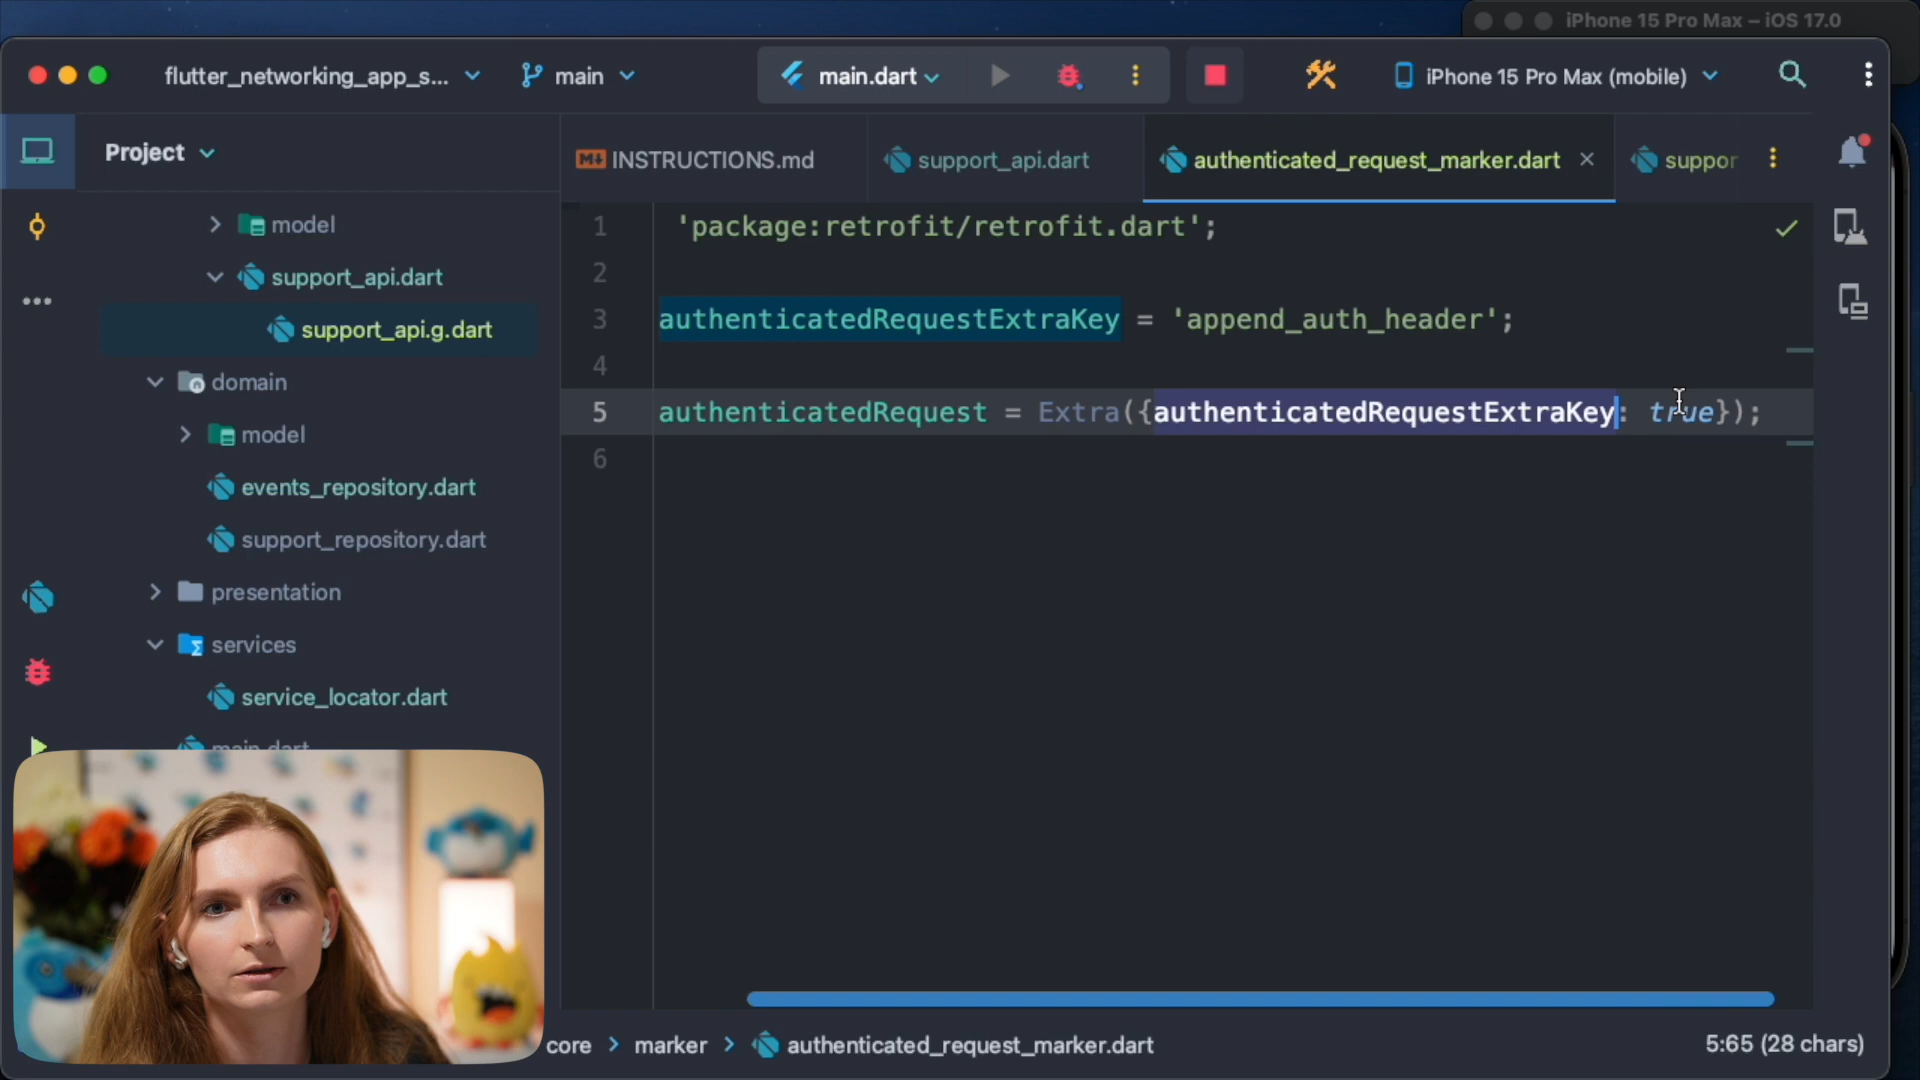 iPhone 15 Pro Max – iOS 17.0
flutter_networking_app_s...
main
main.dart
iPhone 15 Pro Max (mobile)
Project
INSTRUCTIONS.md
support_api.dart
authenticated_request_marker.dart
suppor
model
support_api.dart
support_api.g.dart
domain
model
events_repository.dart
support_repository.dart
presentation
services
service_locator.dart
main.dart
1 'package:retrofit/retrofit.dart';
2
3 authenticatedRequestExtraKey = 'append_auth_header';
4
5 authenticatedRequest = Extra({authenticatedRequestExtraKey: true});
6
core > marker > authenticated_request_marker.dart
5:65 (28 chars)